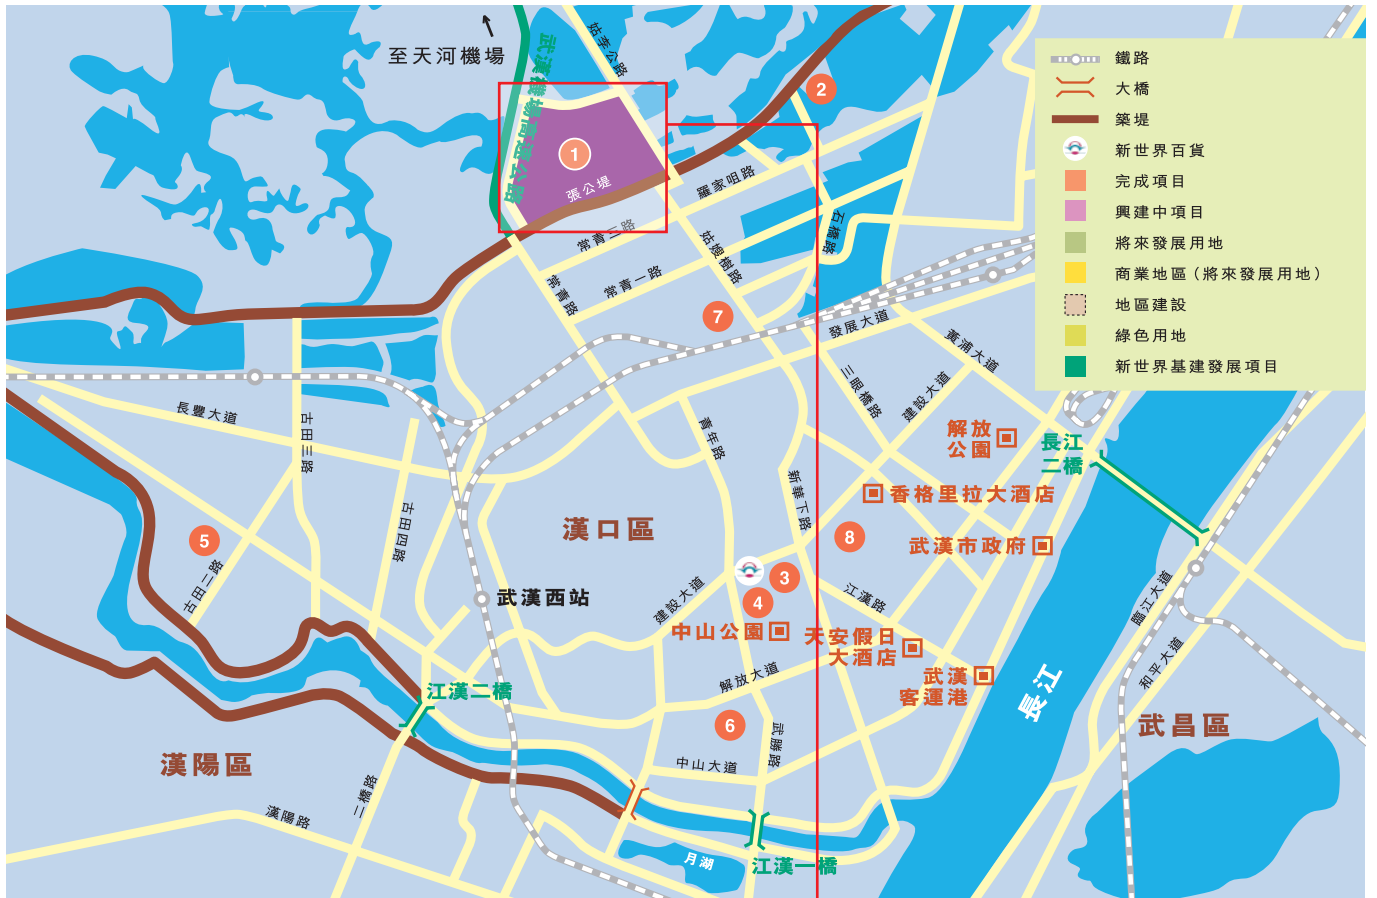 至天河機場
武漢機場高速公路
姑李公路
2
1
張公堤
羅家咀路
常青三路
石橋路
姑嫂樹路
常青一路
常青路
7
發展大道
黃浦大道
三眼橋路
建設大道
長豐大道
古田三路
青年路
解放
公園
長江
二橋
新華下路
香格里拉大酒店
古田四路
漢口區
5
8
武漢市政府
古田二路
武漢西站
3
4
建設大道
江漢路
臨江大道
中山公園
天安假日
大酒店
和平大道
解放大道
武漢
客運港
江漢二橋
長江
6
武勝路
武昌區
漢陽區
中山大道
二橋路
漢陽路
月湖
江漢一橋
鐵路
大橋
築堤
新世界百貨
完成項目
興建中項目
將來發展用地
商業地區（將來發展用地）
地區建設
綠色用地
新世界基建發展項目